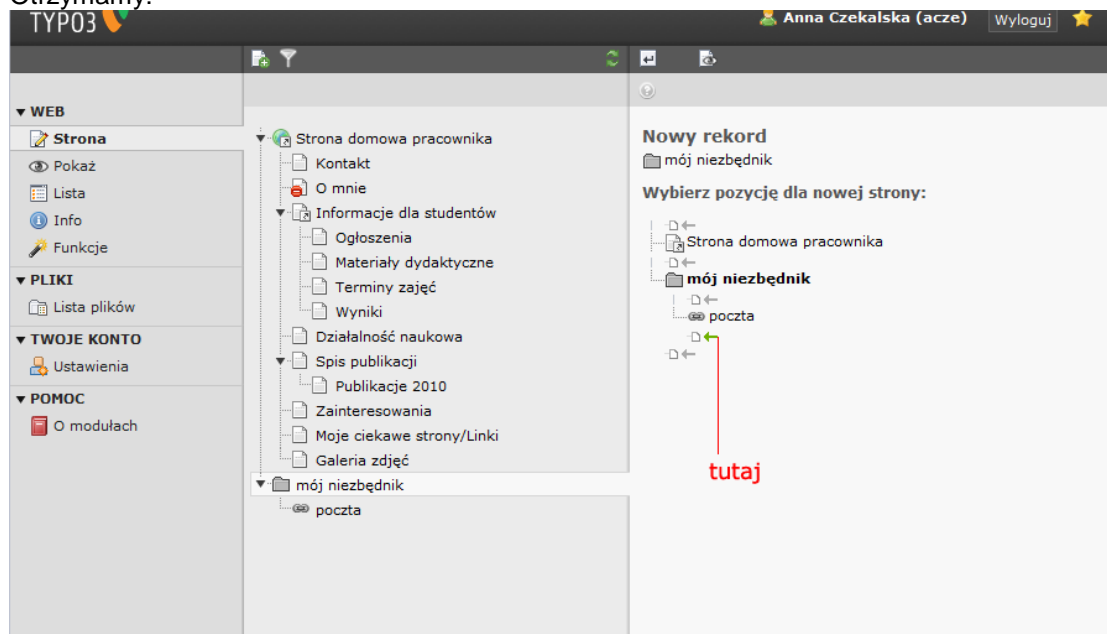 Otrzymamy:
TYPO3
Anna Czekalska (acze) Wyloguj
WEB
Strona
Pokaż
Lista
Info
Funkcje
PLIKI
Lista plików
TWOJE KONTO
Ustawienia
POMOC
O modułach
Strona domowa pracownika
Kontakt
O mnie
Informacje dla studentów
Ogłoszenia
Materiały dydaktyczne
Terminy zajęć
Wyniki
Działalność naukowa
Spis publikacji
Publikacje 2010
Zainteresowania
Moje ciekawe strony/Linki
Galeria zdjęć
mój niezbędnik
poczta
Nowy rekord
mój niezbędnik
Wybierz pozycję dla nowej strony:
Strona domowa pracownika
mój niezbędnik
poczta
tutaj